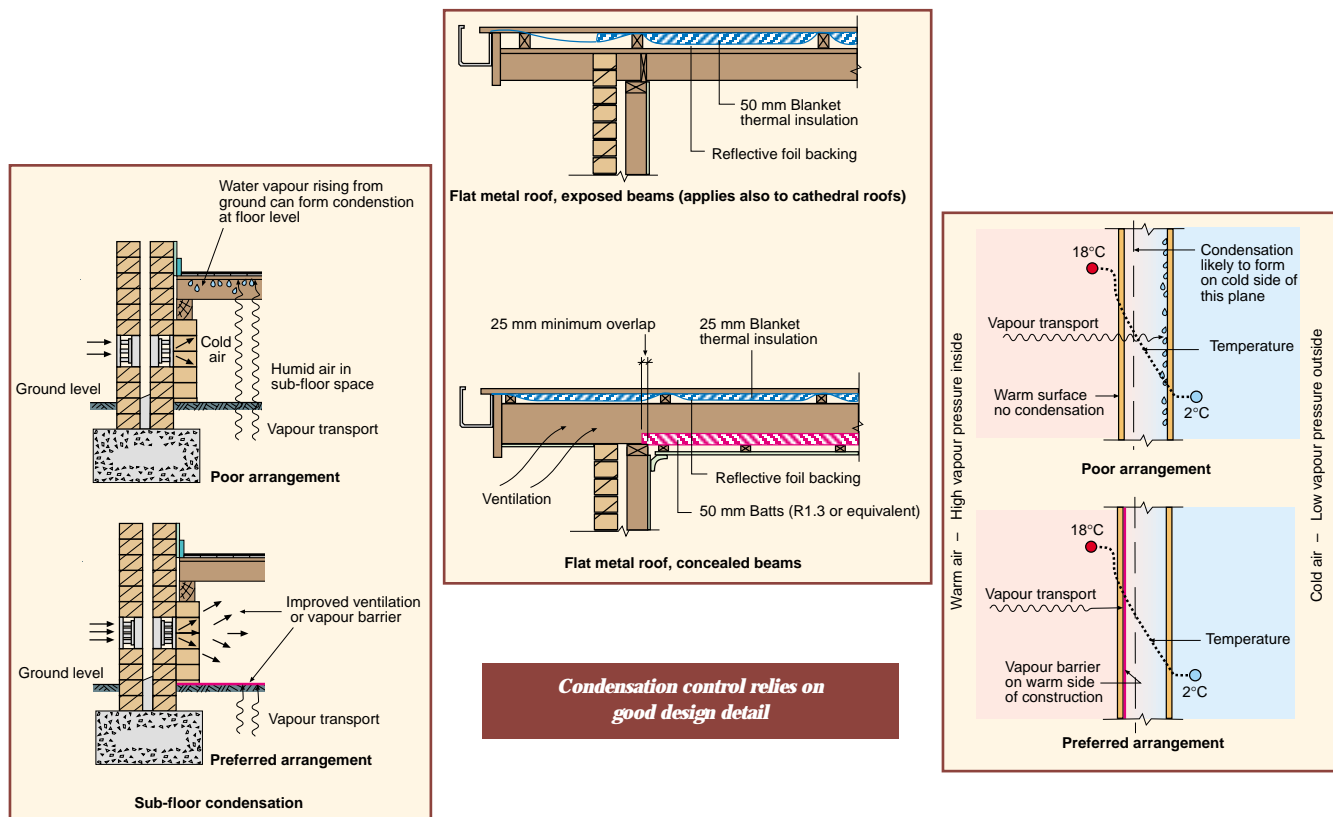 Water vapour rising from
ground can form condenstion
at floor level
Cold
air
Humid air in
sub-floor space
Ground level
Vapour transport
Poor arrangement
Improved ventilation
or vapour barrier
Ground level
Vapour transport
Preferred arrangement
Sub-floor condensation
50 mm Blanket
thermal insulation
Reflective foil backing
Flat metal roof, exposed beams (applies also to cathedral roofs)
25 mm minimum overlap
25 mm Blanket
thermal insulation
Ventilation
Reflective foil backing
50 mm Batts (R1.3 or equivalent)
Flat metal roof, concealed beams
Condensation control relies on
good design detail
Warm air – High vapour pressure inside
18°C
Condensation
likely to form
on cold side of
this plane
Vapour transport
Temperature
Warm surface
no condensation
2°C
Poor arrangement
18°C
Vapour transport
Temperature
Vapour barrier
on warm side
of construction
2°C
Preferred arrangement
Cold air – Low vapour pressure outside